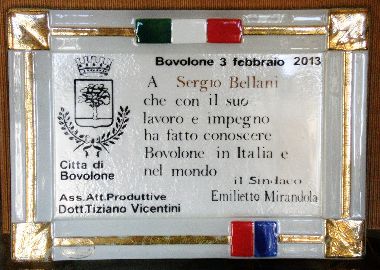 Bovolone 3 febbraio 2013
A Sergio Bellani
che con il suo
lavoro e impegno
ha fatto conoscere
Bovolone in Italia e
nel mondo
il Sindaco
Emilietto Mirandola
Citta di
Bovolone
Ass.Att.Produttive
Dott.Tiziano Vicentini